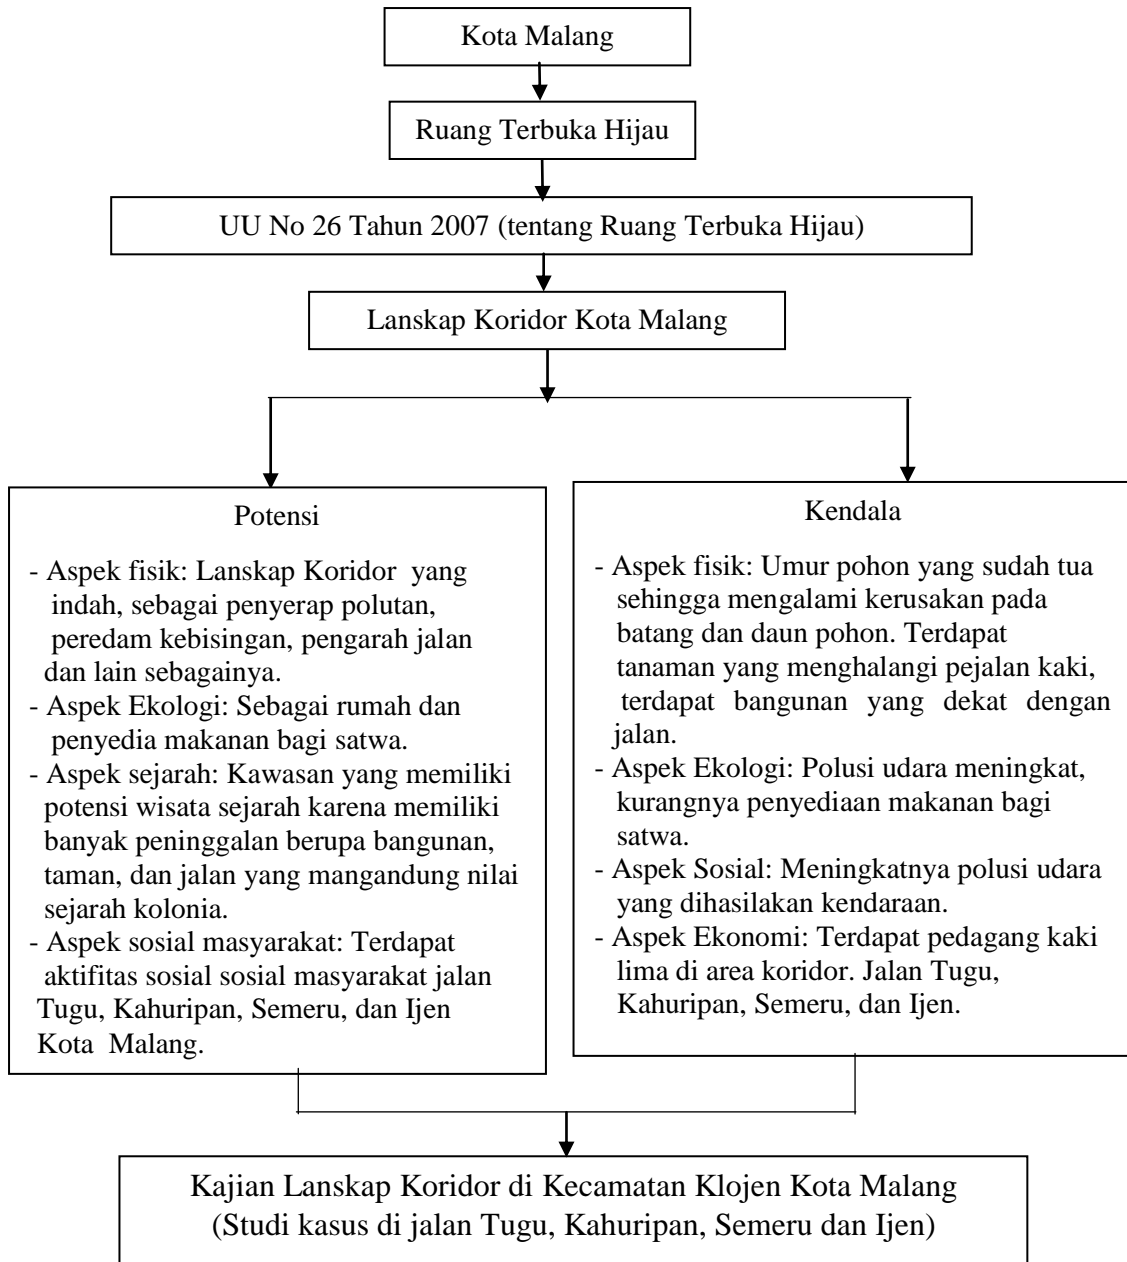 Kota Malang
Ruang Terbuka Hijau
UU No 26 Tahun 2007 (tentang Ruang Terbuka Hijau)
Lanskap Koridor Kota Malang
Potensi
- Aspek fisik: Lanskap Koridor yang
indah, sebagai penyerap polutan,
peredam kebisingan, pengarah jalan
dan lain sebagainya.
- Aspek Ekologi: Sebagai rumah dan
penyedia makanan bagi satwa.
- Aspek sejarah: Kawasan yang memiliki
potensi wisata sejarah karena memiliki
banyak peninggalan berupa bangunan,
taman, dan jalan yang mangandung nilai
sejarah kolonia.
- Aspek sosial masyarakat: Terdapat
aktifitas sosial sosial masyarakat jalan
Tugu, Kahuripan, Semeru, dan Ijen
Kota Malang.
Kendala
- Aspek fisik: Umur pohon yang sudah tua
sehingga mengalami kerusakan pada
batang dan daun pohon. Terdapat
tanaman yang menghalangi pejalan kaki,
terdapat bangunan yang dekat dengan
jalan.
- Aspek Ekologi: Polusi udara meningkat,
kurangnya penyediaan makanan bagi
satwa.
- Aspek Sosial: Meningkatnya polusi udara
yang dihasilakan kendaraan.
- Aspek Ekonomi: Terdapat pedagang kaki
lima di area koridor. Jalan Tugu,
Kahuripan, Semeru, dan Ijen.
Kajian Lanskap Koridor di Kecamatan Klojen Kota Malang
(Studi kasus di jalan Tugu, Kahuripan, Semeru dan Ijen)